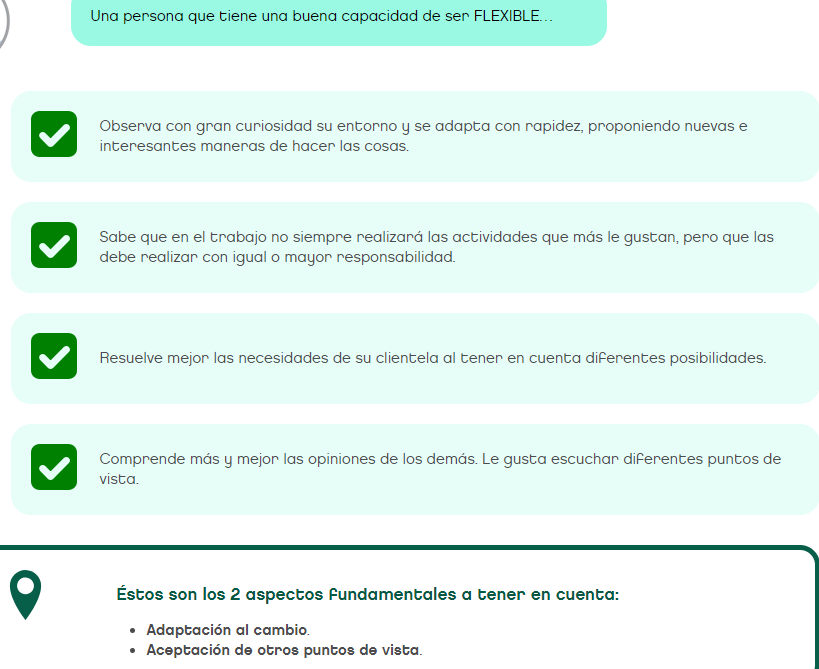 Una persona que tiene una buena capacidad de ser FLEXIBLE...
Observa con gran curiosidad su entorno y se adapta con rapidez, proponiendo nuevas e
interesantes maneras de hacer las cosas.
Sabe que en el trabajo no siempre realizará las actividades que más le gustan, pero que las
debe realizar con igual o mayor responsabilidad.
Resuelve mejor las necesidades de su clientela al tener en cuenta diferentes posibilidades.
Comprende más y mejor las opiniones de los demás. Le gusta escuchar diferentes puntos de
vista.
Éstos son los 2 aspectos fundamentales a tener en cuenta:
• Adaptación al cambio.
• Aceptación de otros puntos de vista.